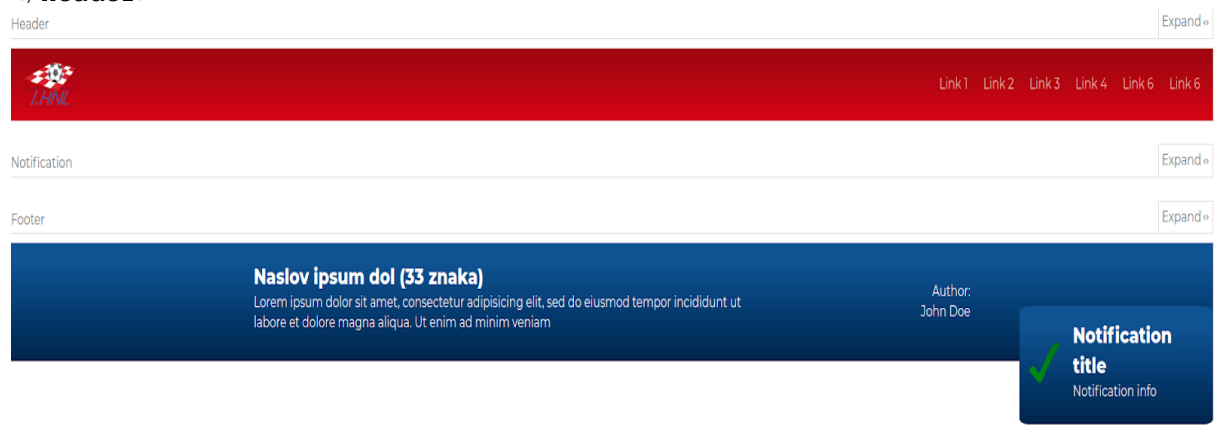 Header
Expand
1.HNL
Link 1 Link 2 Link 3 Link 4 Link 6 Link 6
Notification
Expand
Footer
Expand
Naslov ipsum dol (33 znaka)
Lorem ipsum dolor sit amet, consectetur adipisicing elit, sed do eiusmod tempor incididunt ut
labore et dolore magna aliqua. Ut enim ad minim veniam
Author:
John Doe
Notification
title
Notification info